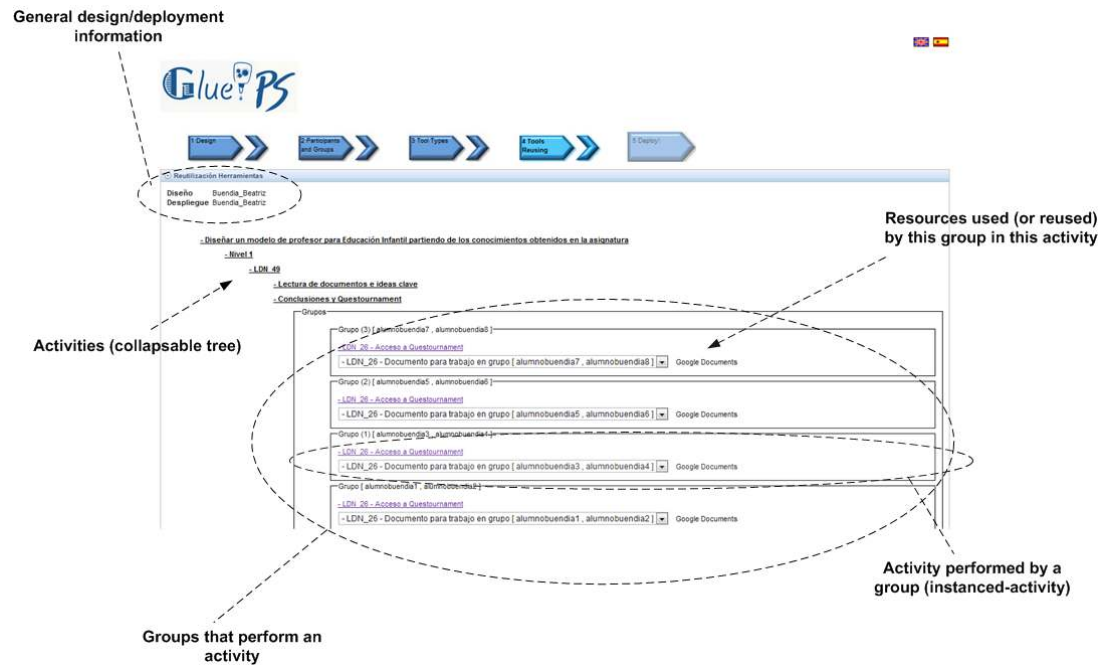 General design/deployment
information
Glue!PS
1 Design
2 Participants
and Groups
3 Tool Types
4 Tools
Reusing
5 Deploy!
Reutilización Herramientas
Diseño Buendia_Beatriz
Despliegue Buendia_Beatriz
Resources used (or reused)
by this group in this activity
- Diseñar un modelo de profesor para Educación Infantil partiendo de los conocimientos obtenidos en la asignatura
- Nivel 1
- LDN_49
- Lectura de documentos e ideas clave
- Conclusiones y Questournament
Activities (collapsable tree)
Grupos
Grupo (3) [ alumnobuendia7 , alumnobuendia8 ]
- LDN_26 - Acceso a Questournament
- LDN_26 - Documento para trabajo en grupo [ alumnobuendia7 , alumnobuendia8 ] Google Documents
Grupo (2) [ alumnobuendia5 , alumnobuendia6 ]
- LDN_26 - Acceso a Questournament
- LDN_26 - Documento para trabajo en grupo [ alumnobuendia5 , alumnobuendia6 ] Google Documents
Grupo (1) [ alumnobuendia3 , alumnobuendia4 ]
- LDN_26 - Acceso a Questournament
- LDN_26 - Documento para trabajo en grupo [ alumnobuendia3 , alumnobuendia4 ] Google Documents
Grupo [ alumnobuendia1 , alumnobuendia2 ]
- LDN_26 - Acceso a Questournament
- LDN_26 - Documento para trabajo en grupo [ alumnobuendia1 , alumnobuendia2 ] Google Documents
Activity performed by a
group (instanced-activity)
Groups that perform an
activity